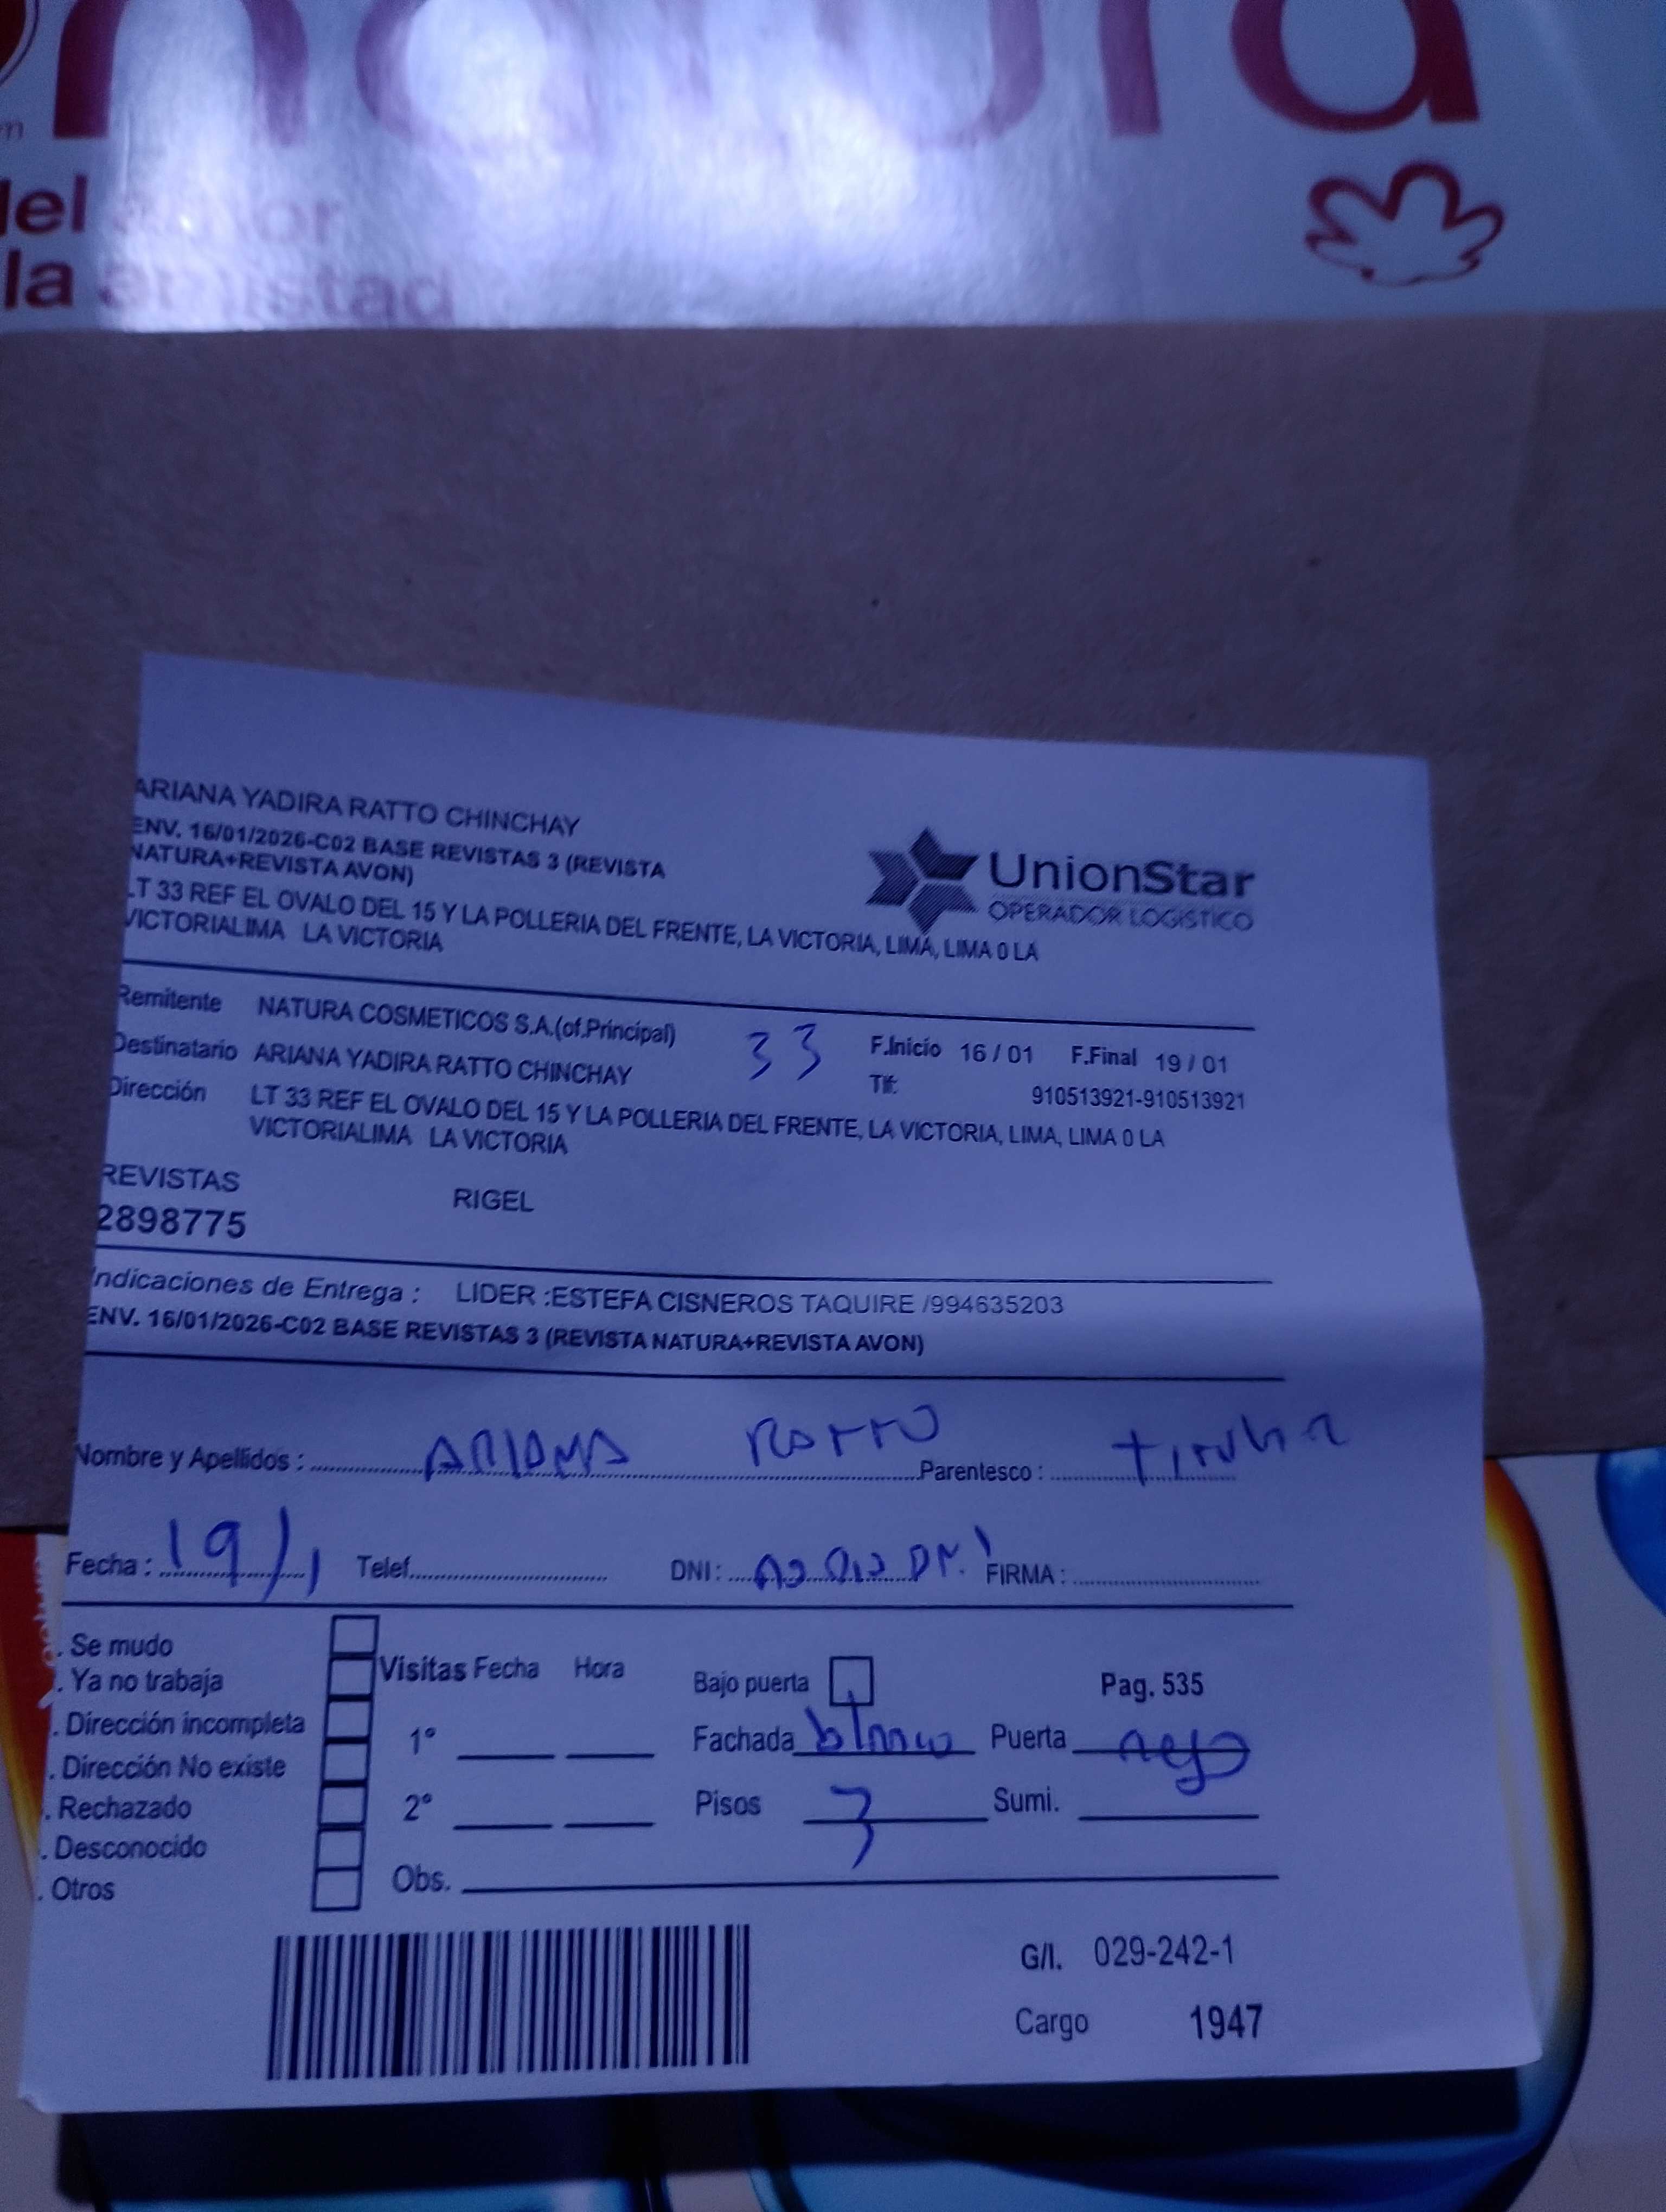 natura
del amor
la amistad
ARIANA YADIRA RATTO CHINCHAY
ENV. 16/01/2026-C02 BASE REVISTAS 3 (REVISTA
NATURA+REVISTA AVON)
LT 33 REF EL OVALO DEL 15 Y LA POLLERIA DEL FRENTE, LA VICTORIA, LIMA, LIMA 0 LA
VICTORIALIMA LA VICTORIA
UnionStar
OPERADOR LOGISTICO
Remitente NATURA COSMETICOS S.A.(of.Principal)
33
F.Inicio 16 / 01 F.Final 19 / 01
Destinatario ARIANA YADIRA RATTO CHINCHAY
Tlf: 910513921-910513921
Dirección LT 33 REF EL OVALO DEL 15 Y LA POLLERIA DEL FRENTE, LA VICTORIA, LIMA, LIMA 0 LA
VICTORIALIMA LA VICTORIA
REVISTAS RIGEL
2898775
Indicaciones de Entrega : LIDER :ESTEFA CISNEROS TAQUIRE /994635203
ENV. 16/01/2026-C02 BASE REVISTAS 3 (REVISTA NATURA+REVISTA AVON)
Nombre y Apellidos : ARIANA RATTO Parentesco :
Fecha : 19/1 Telef. DNI : FIRMA :
. Se mudo
. Ya no trabaja
. Dirección incompleta
. Dirección No existe
. Rechazado
. Desconocido
. Otros
Visitas Fecha Hora
1°
2°
Obs.
Bajo puerta
Pag. 535
Fachada blanco Puerta
Pisos 3 Sumi.
G/I. 029-242-1
Cargo 1947